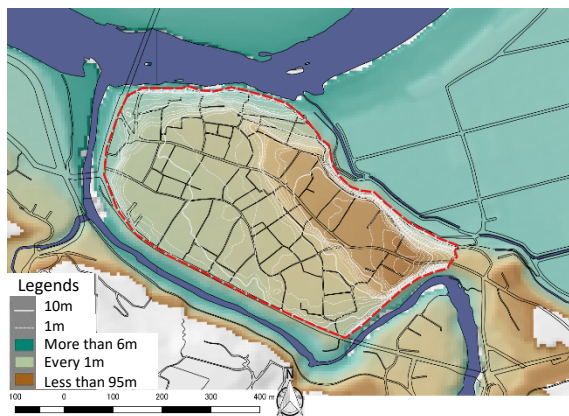 Legends
10m
1m
More than 6m
Every 1m
Less than 95m
N
100 0 100 200 300 400 m